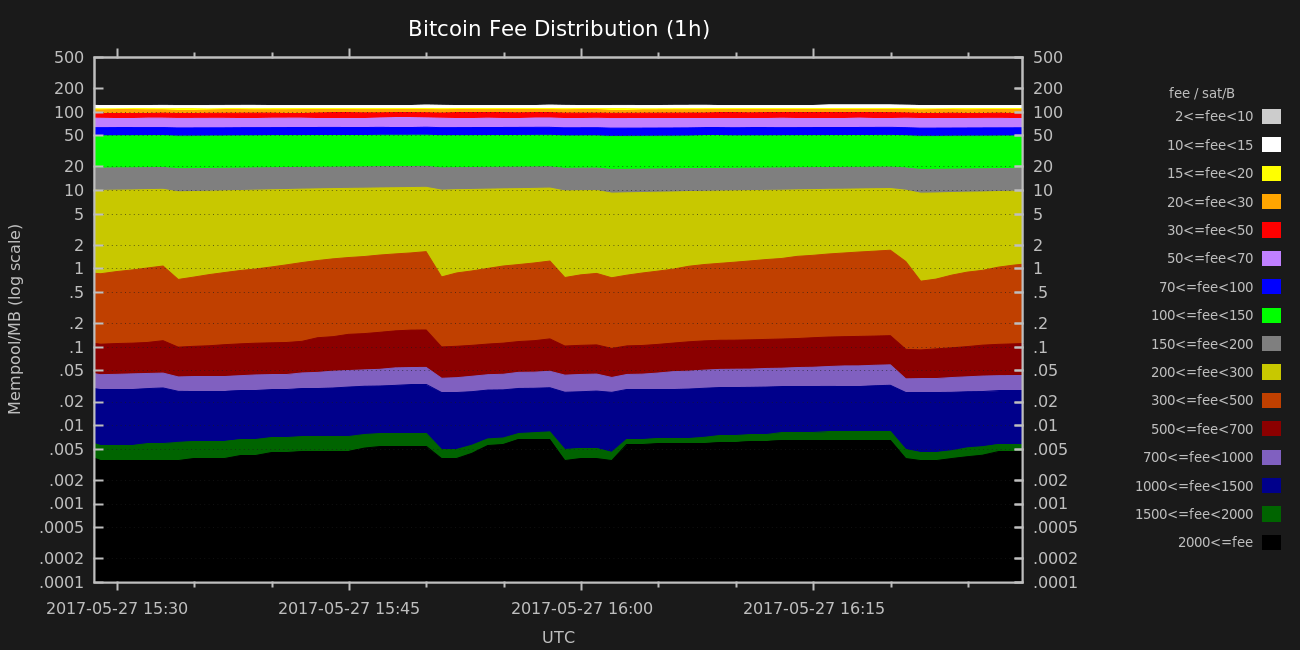 Bitcoin Fee Distribution (1h)
Mempool/MB (log scale)
500 500
200 200
100 100
50 50
20 20
10 10
5 5
2 2
1 1
.5 .5
.2 .2
.1 .1
.05 .05
.02 .02
.01 .01
.005 .005
.002 .002
.001 .001
.0005 .0005
.0002 .0002
.0001 .0001
2017-05-27 15:30 2017-05-27 15:45 2017-05-27 16:00 2017-05-27 16:15
UTC
fee / sat/B
2<=fee<10
10<=fee<15
15<=fee<20
20<=fee<30
30<=fee<50
50<=fee<70
70<=fee<100
100<=fee<150
150<=fee<200
200<=fee<300
300<=fee<500
500<=fee<700
700<=fee<1000
1000<=fee<1500
1500<=fee<2000
2000<=fee